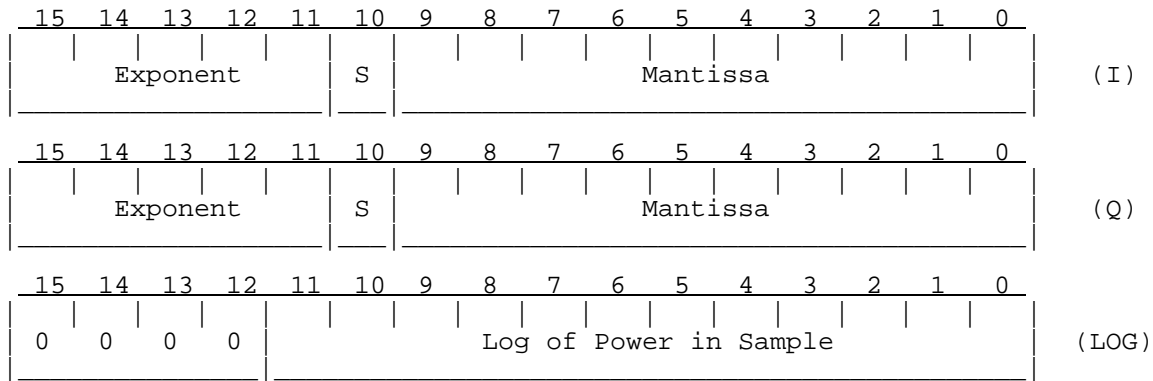 15 14 13 12 11 10 9 8 7 6 5 4 3 2 1 0
Exponent S Mantissa (I)
15 14 13 12 11 10 9 8 7 6 5 4 3 2 1 0
Exponent S Mantissa (Q)
15 14 13 12 11 10 9 8 7 6 5 4 3 2 1 0
0 0 0 0 Log of Power in Sample (LOG)